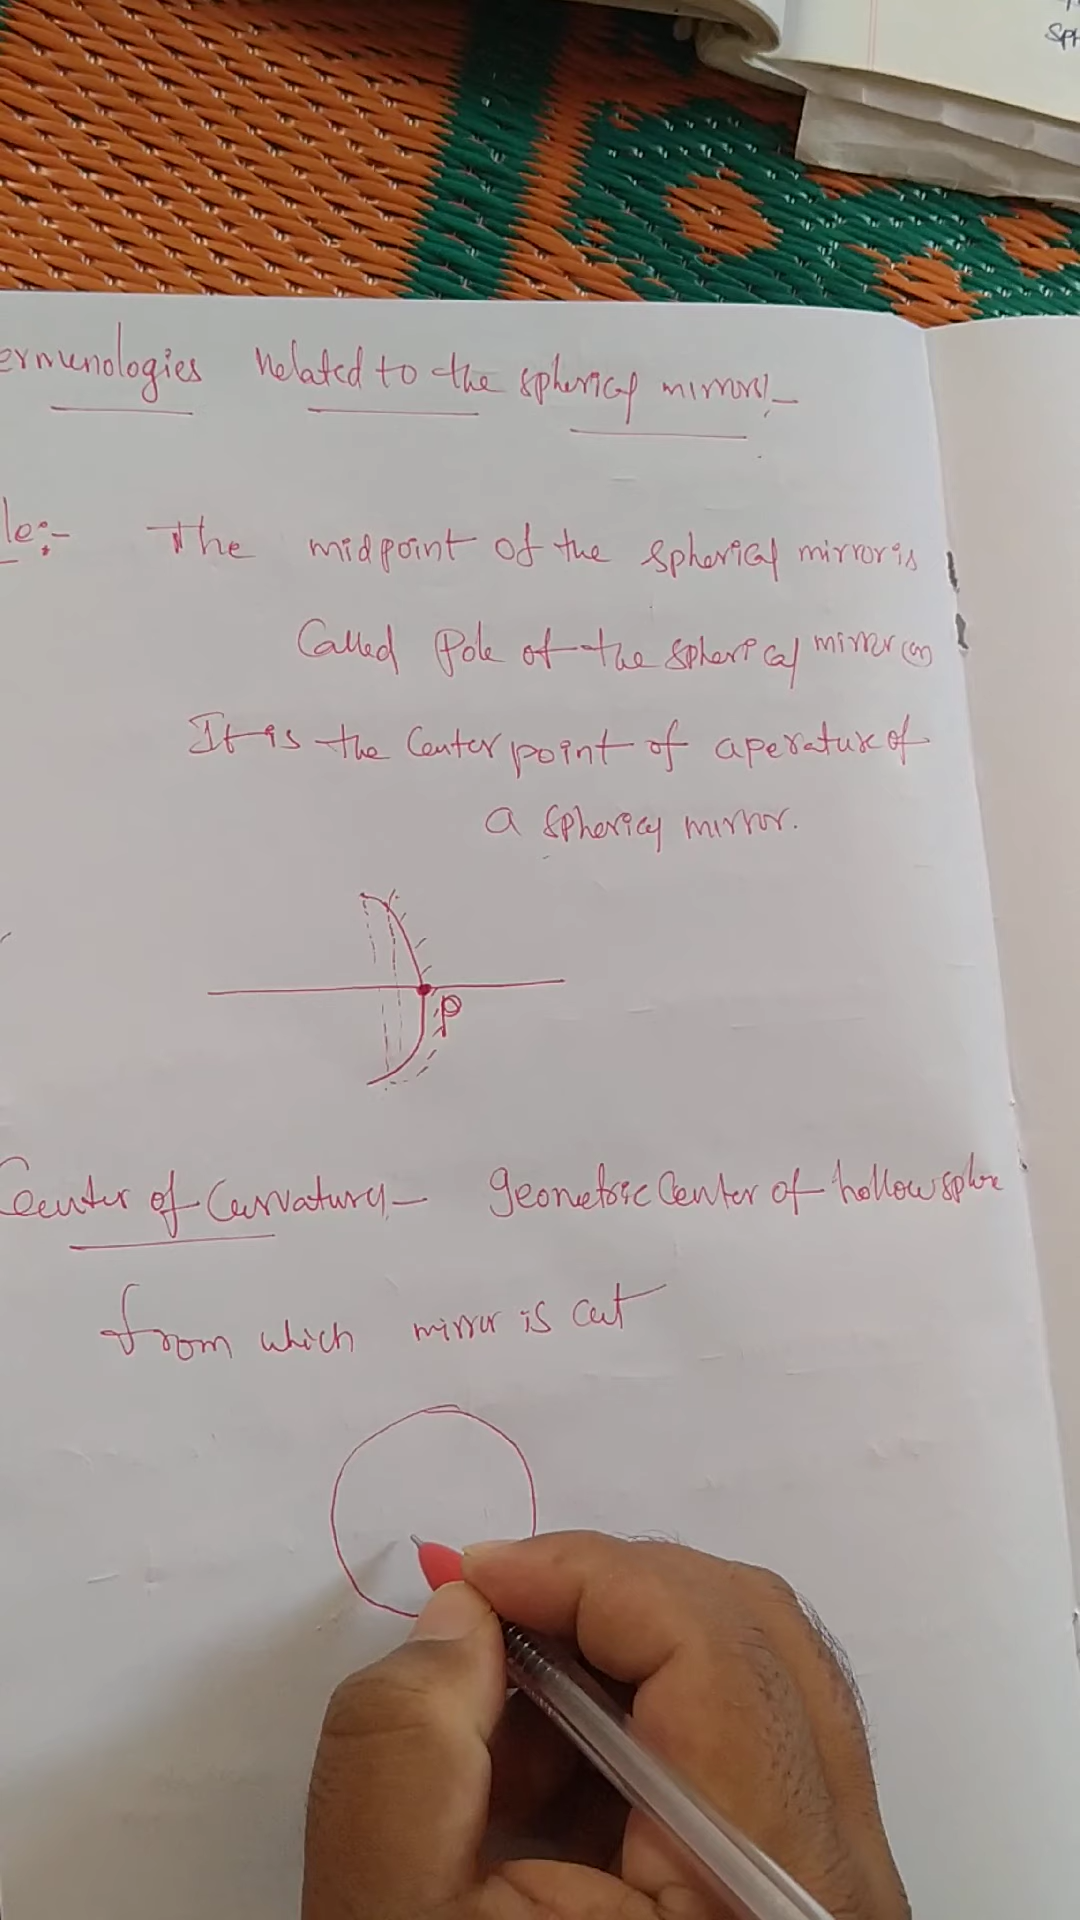 SPH
ermunologies related to the spherical mirrors:-
le:- The midpoint of the spherical mirror is
Called Pole of the spherical mirror (or)
It is the Center point of aperature of
a spherical mirror.
P
Center of Curvature:- geometric Center of hollow sphere
from which mirror is cut